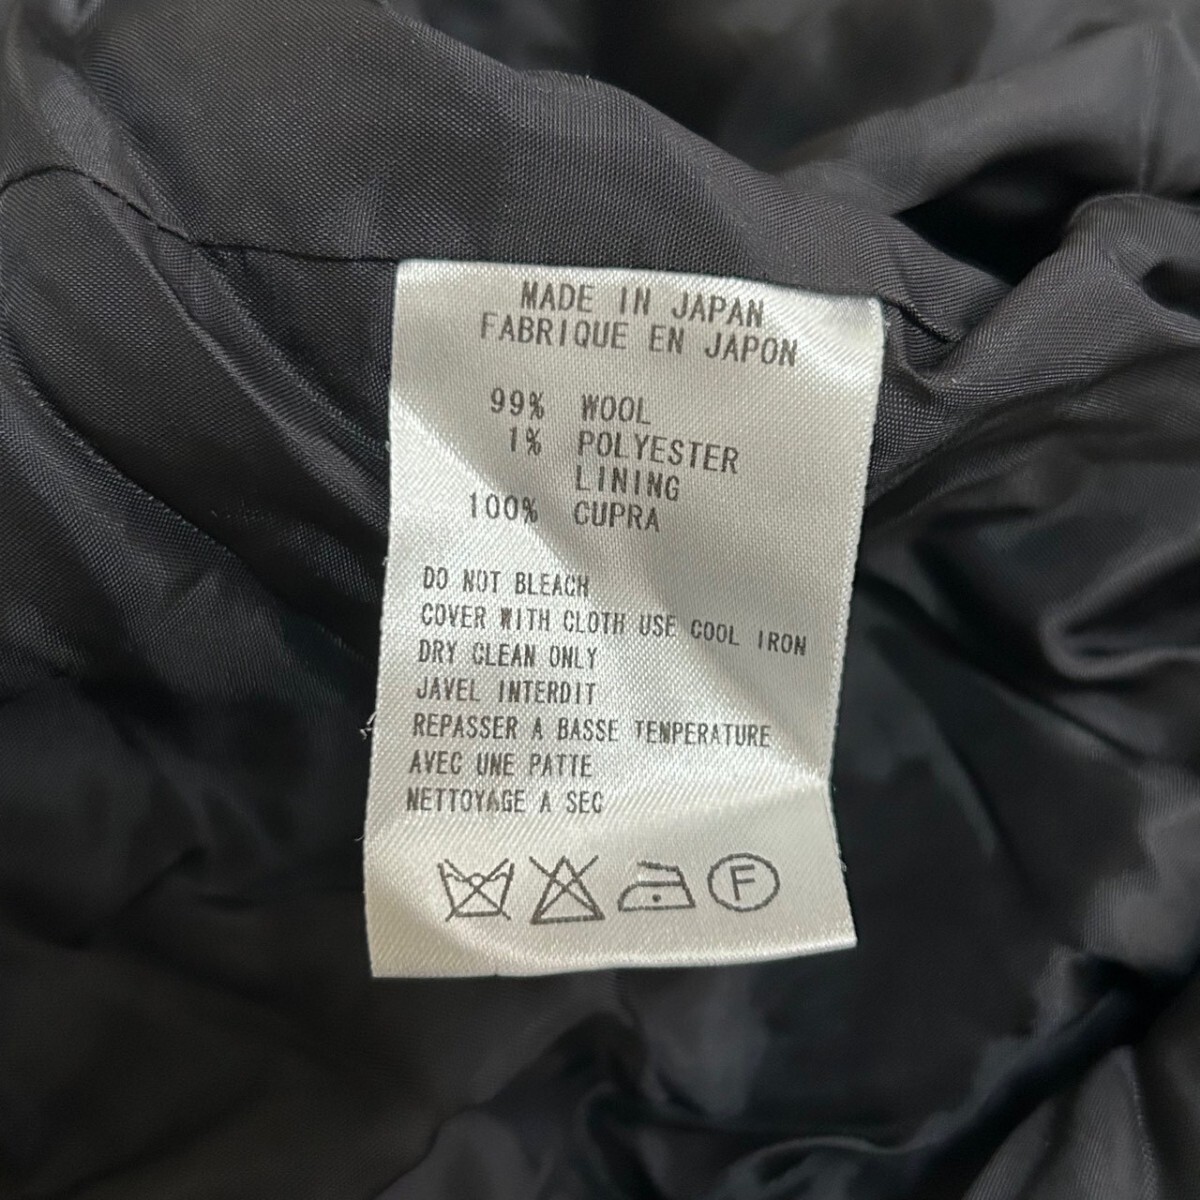 MADE IN JAPAN
FABRIQUE EN JAPON
99% WOOL
1% POLYESTER
LINING
100% CUPRA
DO NOT BLEACH
COVER WITH CLOTH USE COOL IRON
DRY CLEAN ONLY
JAVEL INTERDIT
REPASSER A BASSE TEMPERATURE
AVEC UNE PATTE
NETTOYAGE A SEC
F